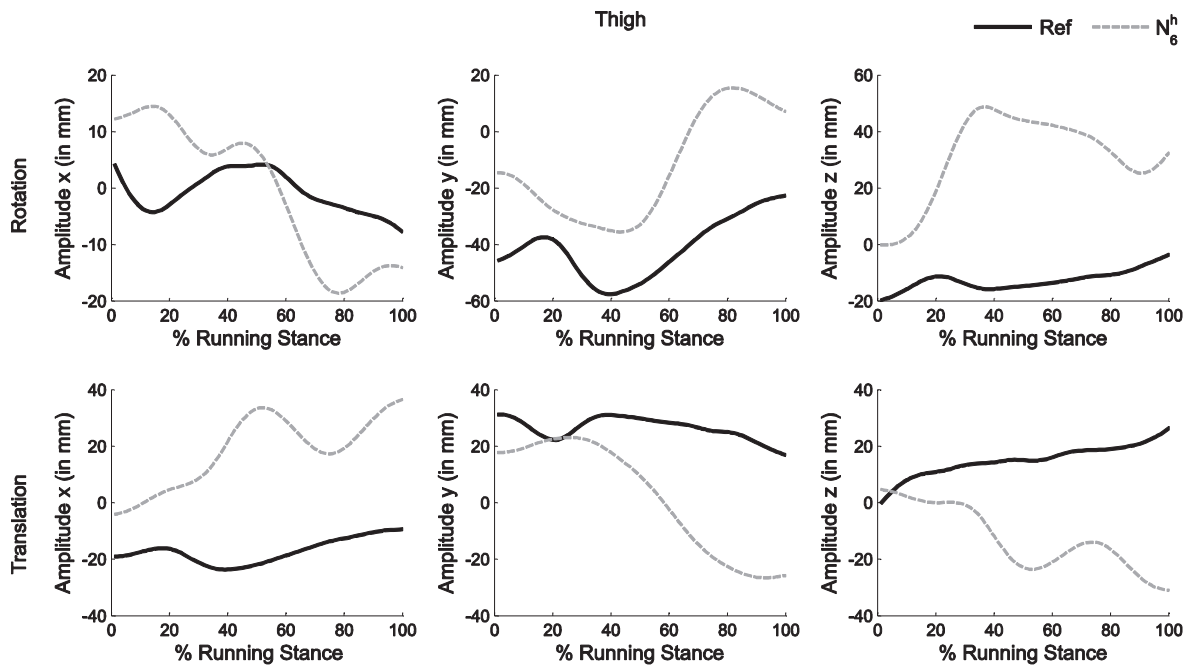 Thigh
Ref N6h
Rotation
Amplitude x (in mm)
20
10
0
-10
-20
0 20 40 60 80 100
% Running Stance
Amplitude y (in mm)
20
0
-20
-40
-60
0 20 40 60 80 100
% Running Stance
Amplitude z (in mm)
60
40
20
0
-20
0 20 40 60 80 100
% Running Stance
Translation
Amplitude x (in mm)
40
20
0
-20
-40
0 20 40 60 80 100
% Running Stance
Amplitude y (in mm)
40
20
0
-20
-40
0 20 40 60 80 100
% Running Stance
Amplitude z (in mm)
40
20
0
-20
-40
0 20 40 60 80 100
% Running Stance